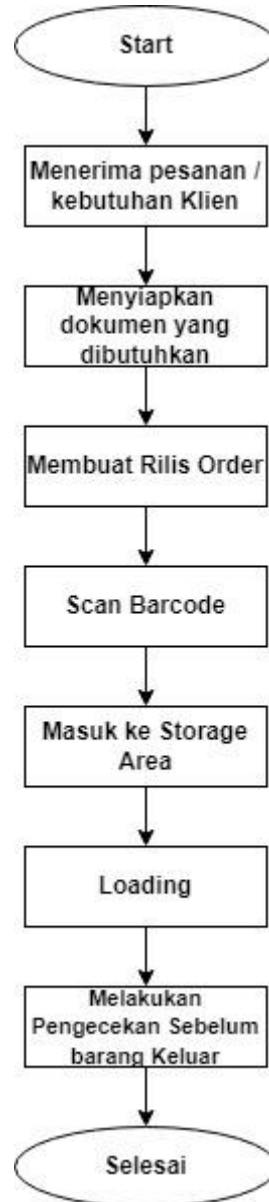 Start
Menerima pesanan /
kebutuhan Klien
Menyiapkan
dokumen yang
dibutuhkan
Membuat Rilis Order
Scan Barcode
Masuk ke Storage
Area
Loading
Melakukan
Pengecekan Sebelum
barang Keluar
Selesai